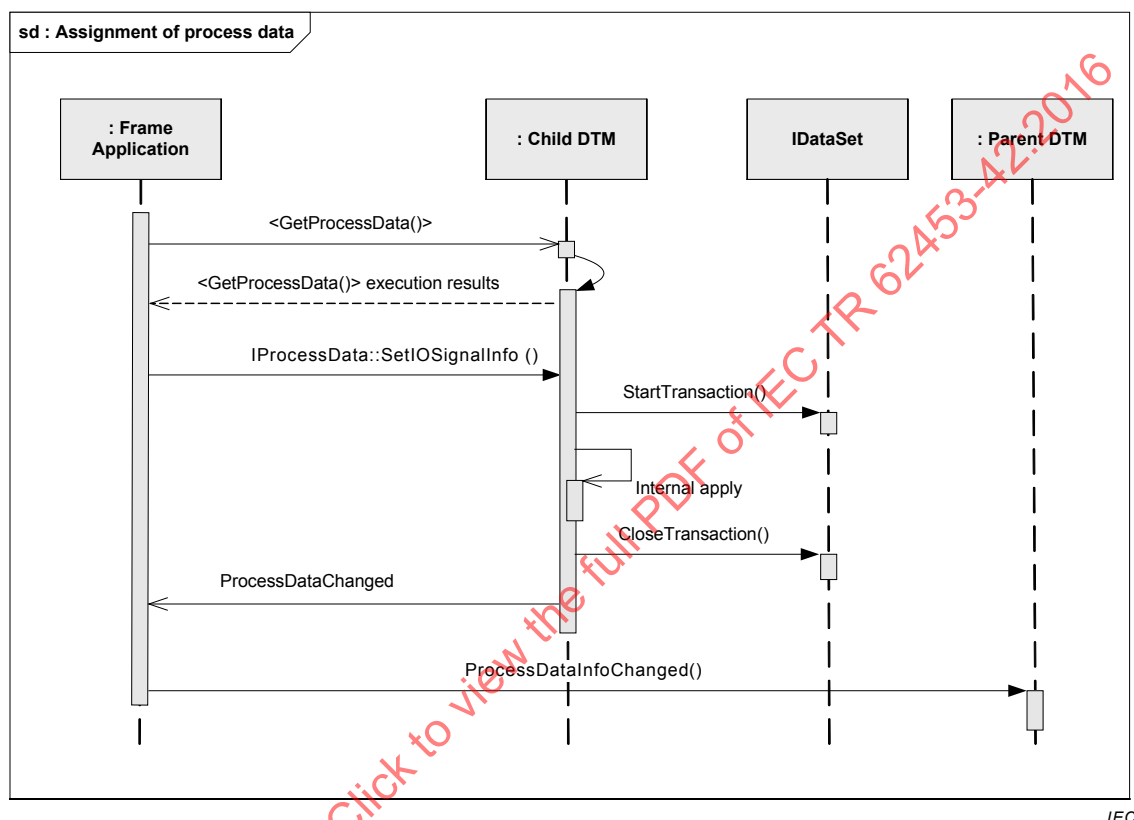 sd : Assignment of process data
: Frame
Application
: Child DTM
IDataSet
: Parent DTM
<GetProcessData()>
<GetProcessData()> execution results
IProcessData::SetIOSignalInfo ()
StartTransaction()
Internal apply
CloseTransaction()
ProcessDataChanged
ProcessDataInfoChanged()
Click to view the full PDF of IEC TR 62453-42:2016
IEC